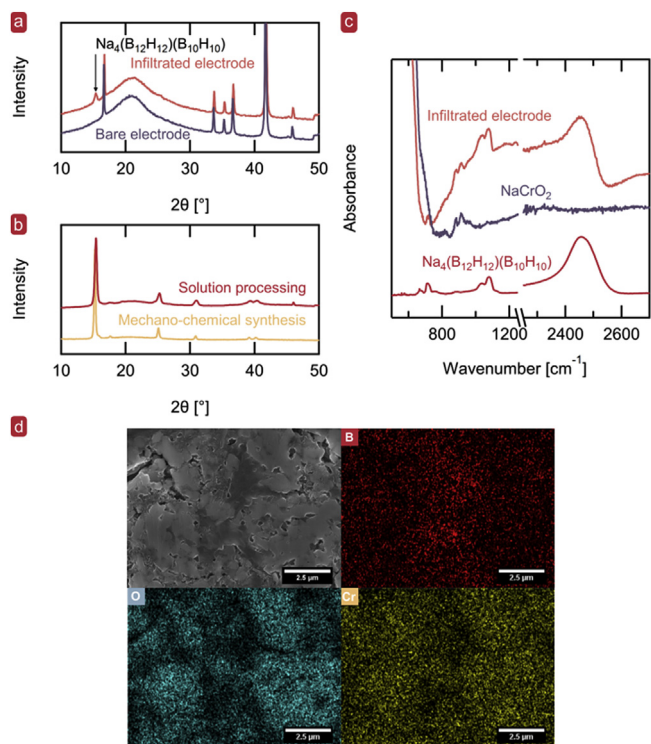 a
Na₄(B₁₂H₁₂)(B₁₀H₁₀)
Infiltrated electrode
Bare electrode
Intensity
10 20 30 40 50
2θ [°]
b
Solution processing
Mechano-chemical synthesis
Intensity
10 20 30 40 50
2θ [°]
c
Infiltrated electrode
NaCrO₂
Na₄(B₁₂H₁₂)(B₁₀H₁₀)
Absorbance
800 1200 2400 2600
Wavenumber [cm⁻¹]
d
2.5 µm
B
2.5 µm
O
2.5 µm
Cr
2.5 µm